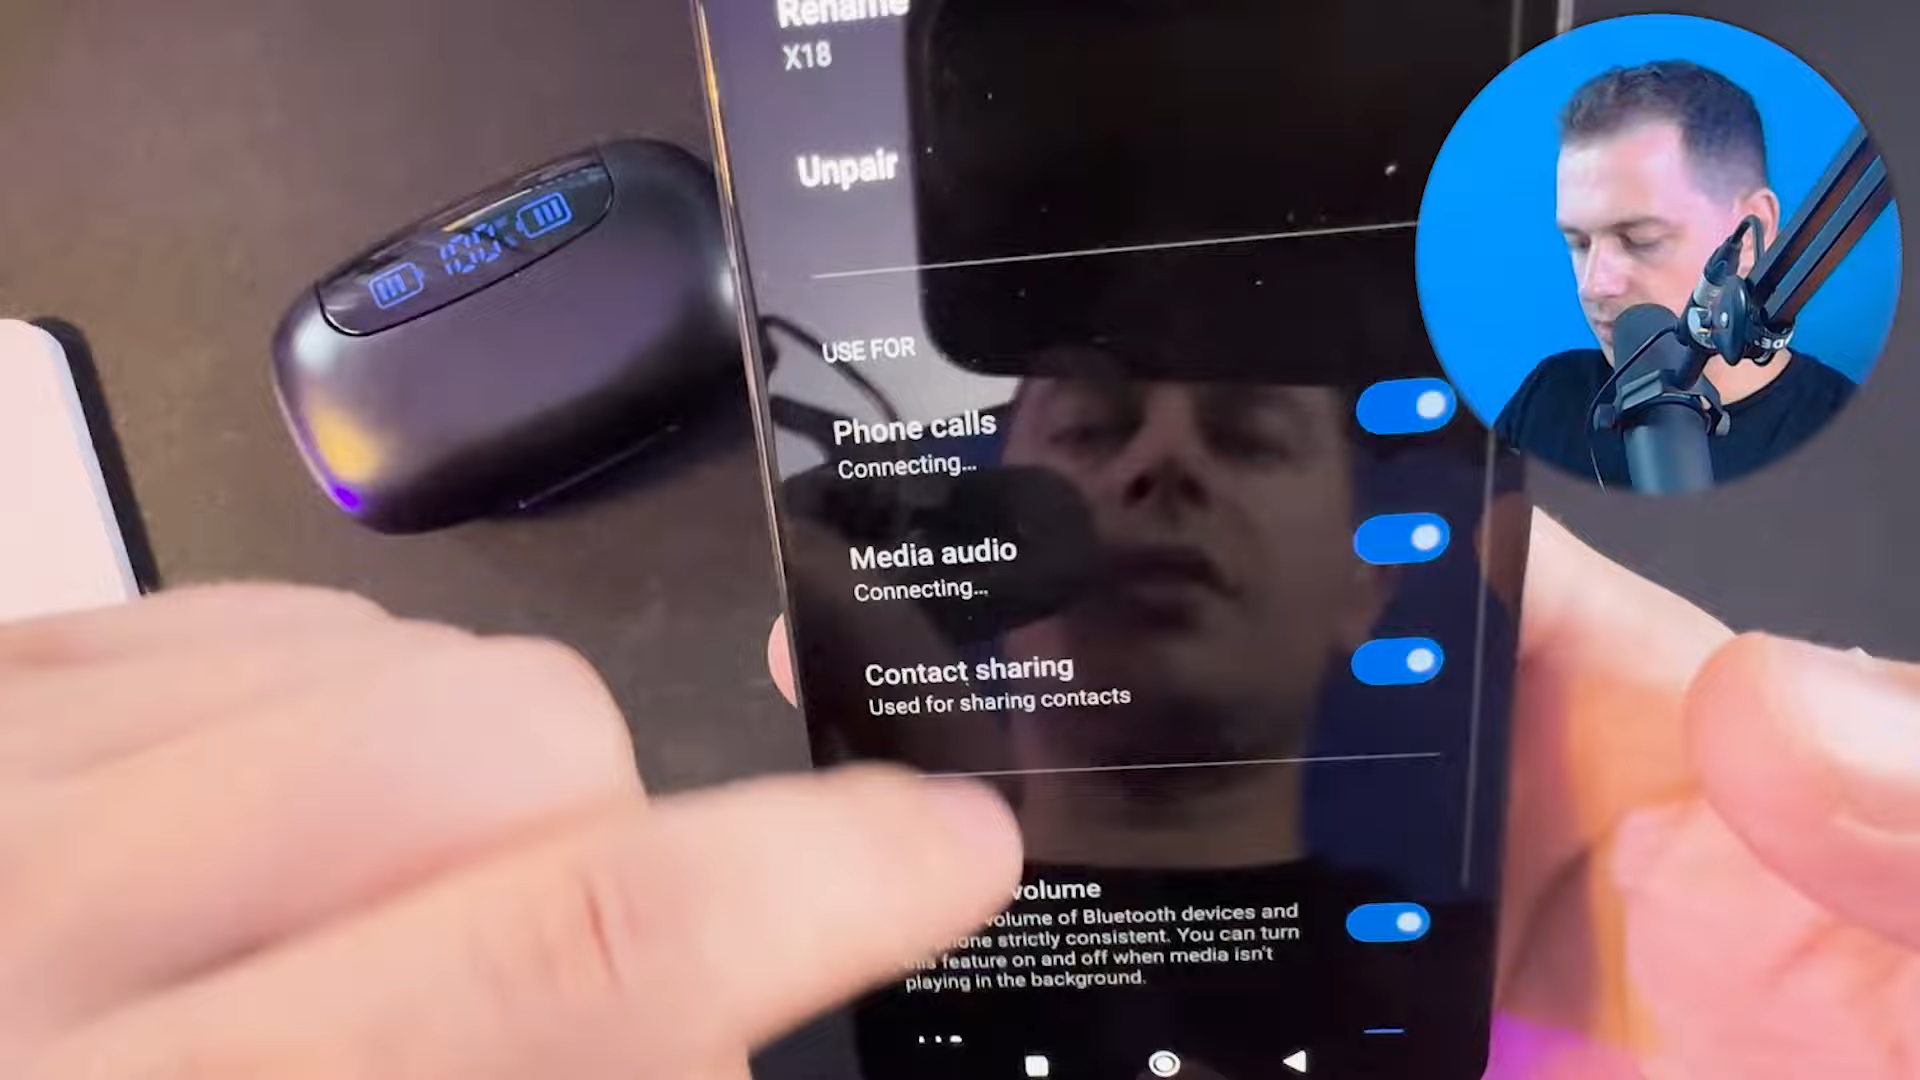 Rename
X18
Unpair
100%
USE FOR
Phone calls
Connecting...
Media audio
Connecting...
Contact sharing
Used for sharing contacts
volume
volume of Bluetooth devices and
strictly consistent. You can turn
this feature on and off when media isn't
playing in the background.